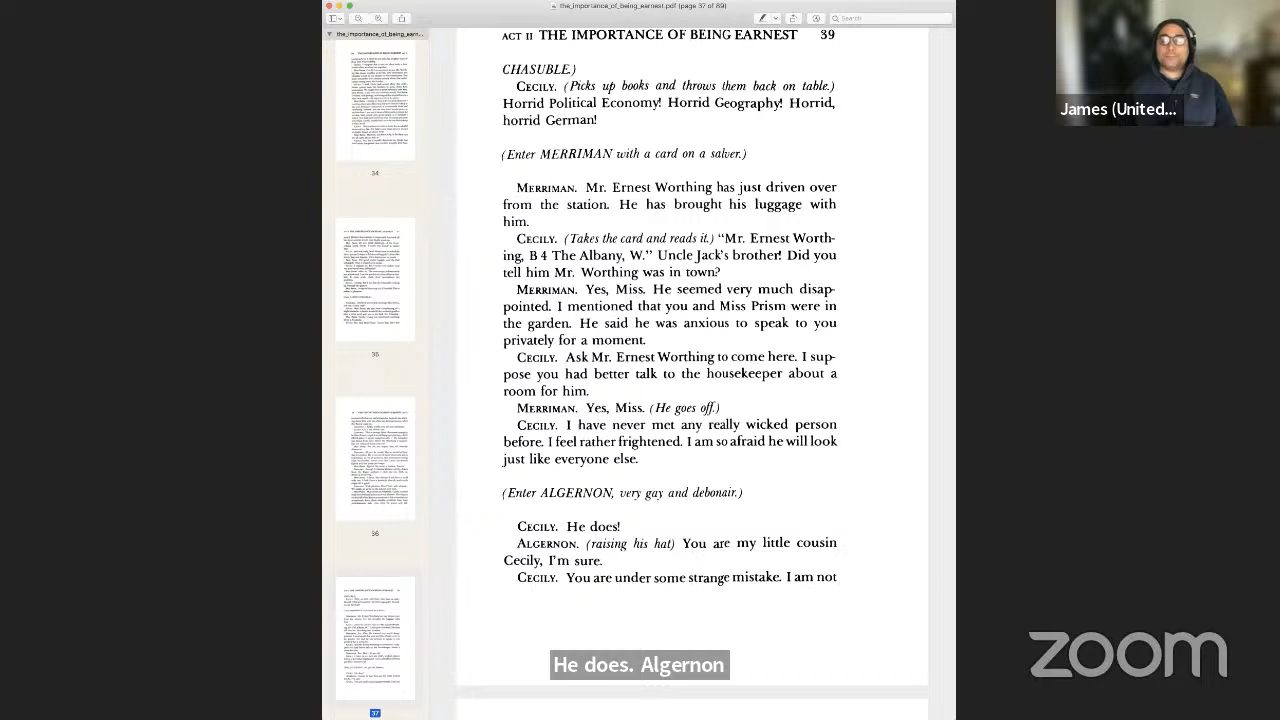 the_importance_of_being_earnest.pdf (page 37 of 89)
Search
the_importance_of_being_earn...
34
35
36
37
ACT II THE IMPORTANCE OF BEING EARNEST 39
CHASUBLE.)
CECILY. (Picks up books and throws them back on table.)
Horrid Political Economy! Horrid Geography! Horrid,
horrid German!
(Enter MERRIMAN with a card on a salver.)
MERRIMAN. Mr. Ernest Worthing has just driven over
from the station. He has brought his luggage with
him.
CECILY. (Takes the card and reads it.) "Mr. Ernest Wor-
thing, B. 4, The Albany, W." Uncle Jack's brother! Did you
tell him Mr. Worthing was in town?
MERRIMAN. Yes, Miss. He seemed very much disap-
pointed. I mentioned that you and Miss Prism were in
the garden. He said he was anxious to speak to you
privately for a moment.
CECILY. Ask Mr. Ernest Worthing to come here. I sup-
pose you had better talk to the housekeeper about a
room for him.
MERRIMAN. Yes, Miss. (He goes off.)
CECILY. I have never met any really wicked person
before. I feel rather frightened. I am so afraid he will look
just like everyone else.
(Enter ALGERNON, very gay and debonair.)
CECILY. He does!
ALGERNON. (raising his hat) You are my little cousin
Cecily, I'm sure.
CECILY. You are under some strange mistake. I am not
He does. Algernon
James (United...
zoom